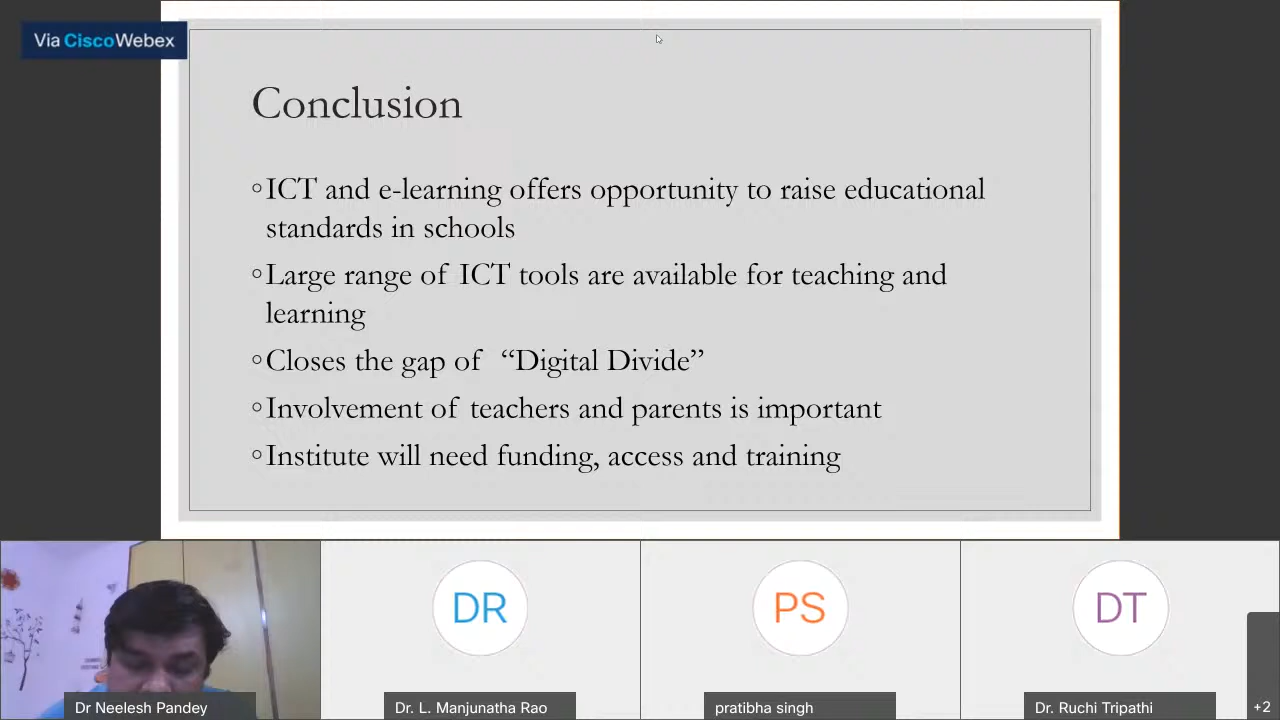 Via CiscoWebex
Conclusion
◦ICT and e-learning offers opportunity to raise educational
standards in schools
◦Large range of ICT tools are available for teaching and
learning
◦Closes the gap of “Digital Divide”
◦Involvement of teachers and parents is important
◦Institute will need funding, access and training
DR
PS
DT
Dr Neelesh Pandey
Dr. L. Manjunatha Rao
pratibha singh
Dr. Ruchi Tripathi
+2